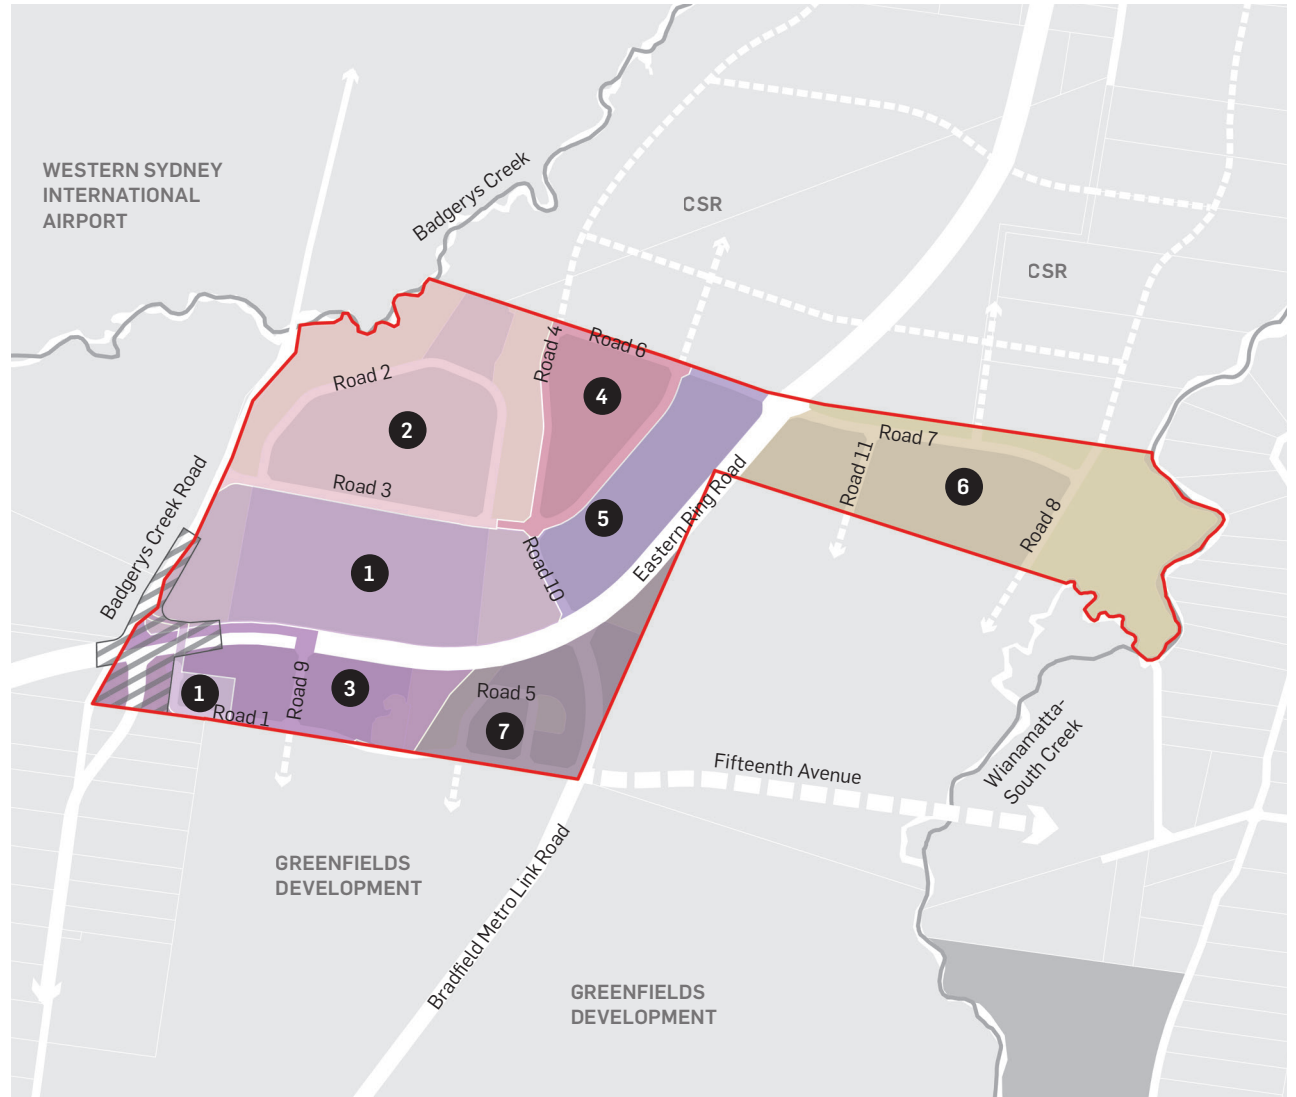 WESTERN SYDNEY
INTERNATIONAL
AIRPORT
Badgerys Creek
CSR
CSR
Road 4
Road 6
Road 2
4
2
Road 7
Road 3
Road 11
6
5
Eastern Ring Road
Road 8
Badgerys Creek Road
1
Road 10
1
Road 9
3
Road 5
Road 1
7
Fifteenth Avenue
Wianamatta-
South Creek
GREENFIELDS
DEVELOPMENT
Bradfield Metro Link Road
GREENFIELDS
DEVELOPMENT